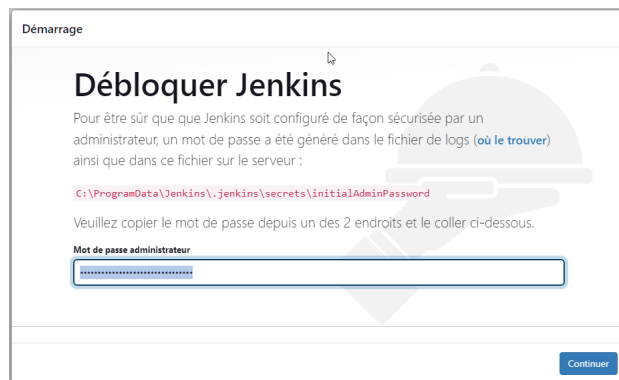 Démarrage
Débloquer Jenkins
Pour être sûr que que Jenkins soit configuré de façon sécurisée par un
administrateur, un mot de passe a été généré dans le fichier de logs (où le trouver)
ainsi que dans ce fichier sur le serveur :
C:\ProgramData\Jenkins\.jenkins\secrets\initialAdminPassword
Veuillez copier le mot de passe depuis un des 2 endroits et le coller ci-dessous.
Mot de passe administrateur
••••••••••••••••••••••••••••••••
Continuer